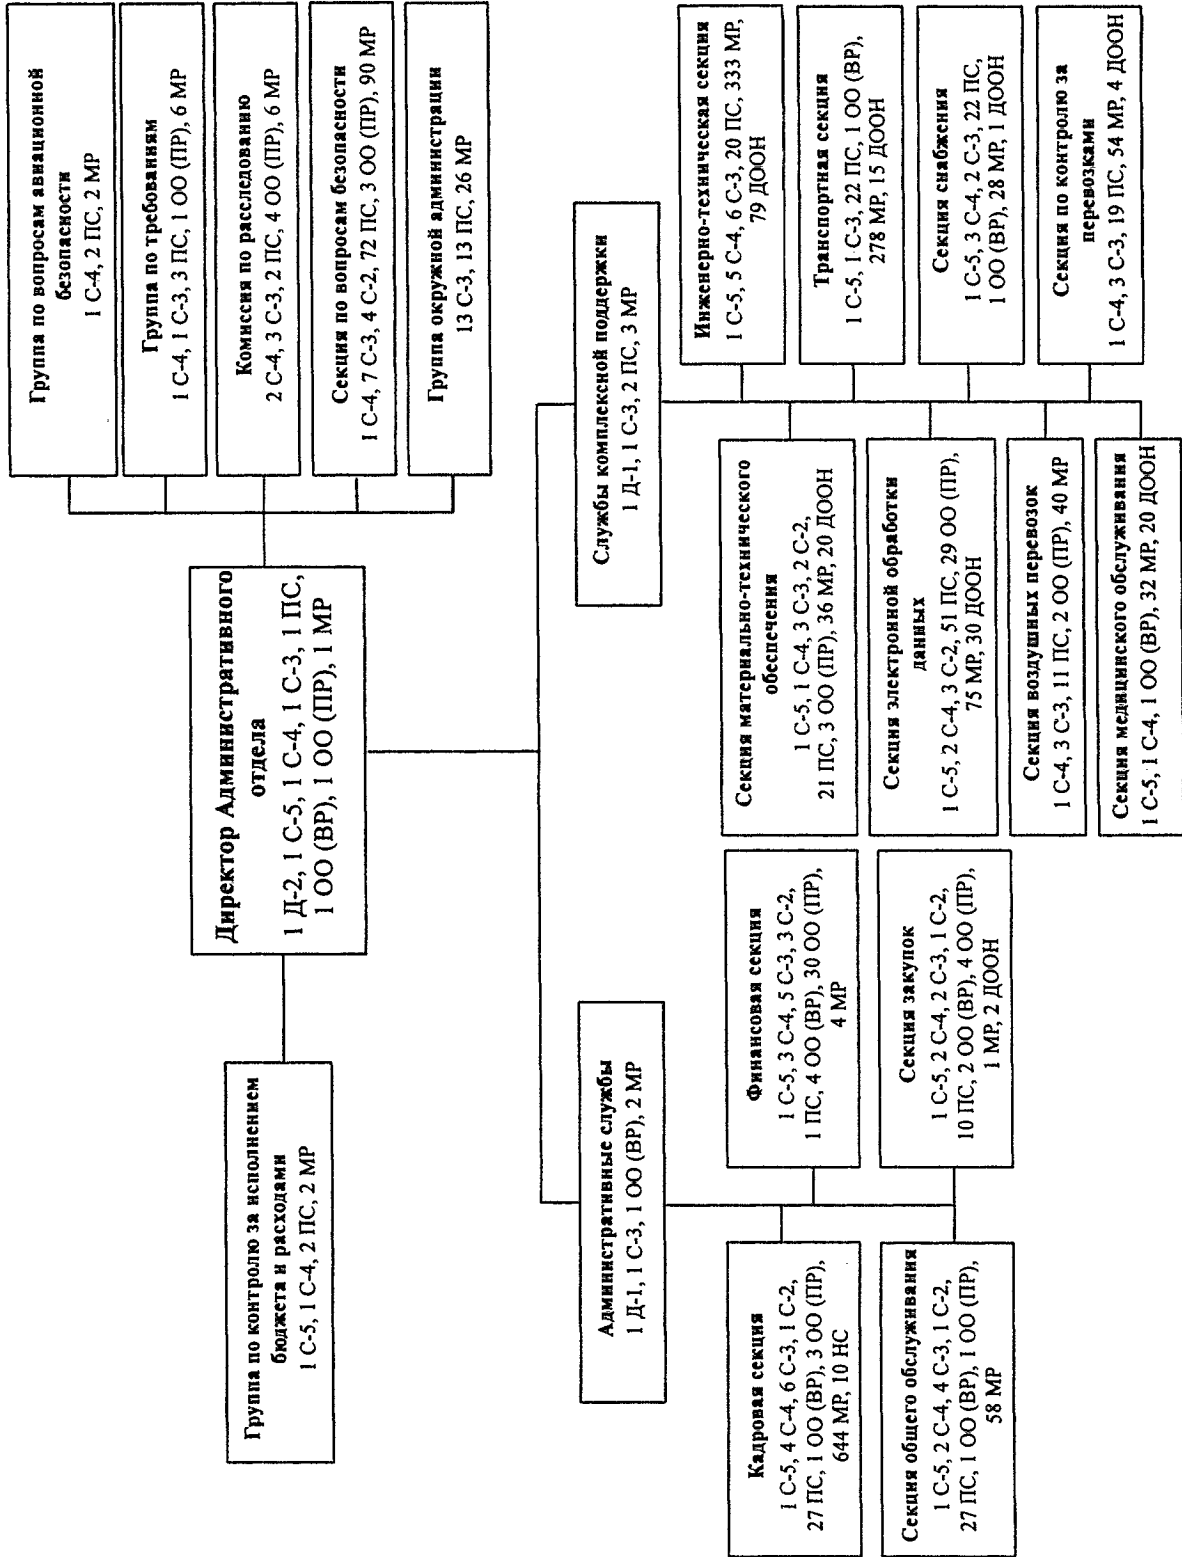 Группа по контролю за исполнением
бюджета и расходами
1 С-5, 1 С-4, 2 ПС, 2 МР
Директор Административного
отдела
1 Д-2, 1 С-5, 1 С-4, 1 С-3, 1 ПС,
1 ОО (ВР), 1 ОО (ПР), 1 МР
Группа по вопросам авиационной
безопасности
1 С-4, 2 ПС, 2 МР
Группа по требованиям
1 С-4, 1 С-3, 3 ПС, 1 ОО (ПР), 6 МР
Комиссия по расследованию
2 С-4, 3 С-3, 2 ПС, 4 ОО (ПР), 6 МР
Секция по вопросам безопасности
1 С-4, 7 С-3, 4 С-2, 72 ПС, 3 ОО (ПР), 90 МР
Группа окружной администрации
13 С-3, 13 ПС, 26 МР
Административные службы
1 Д-1, 1 С-3, 1 ОО (ВР), 2 МР
Службы комплексной поддержки
1 Д-1, 1 С-3, 2 ПС, 3 МР
Кадровая секция
1 С-5, 4 С-4, 6 С-3, 1 С-2,
27 ПС, 1 ОО (ВР), 3 ОО (ПР),
644 МР, 10 НС
Финансовая секция
1 С-5, 3 С-4, 5 С-3, 3 С-2,
1 ПС, 4 ОО (ВР), 30 ОО (ПР),
4 МР
Секция общего обслуживания
1 С-5, 2 С-4, 4 С-3, 1 С-2,
27 ПС, 1 ОО (ВР), 1 ОО (ПР),
58 МР
Секция закупок
1 С-5, 2 С-4, 2 С-3, 1 С-2,
10 ПС, 2 ОО (ВР), 4 ОО (ПР),
1 МР, 2 ДООН
Секция материально-технического
обеспечения
1 С-5, 1 С-4, 3 С-3, 2 С-2,
21 ПС, 3 ОО (ПР), 36 МР, 20 ДООН
Инженерно-техническая секция
1 С-5, 5 С-4, 6 С-3, 20 ПС, 333 МР,
79 ДООН
Секция электронной обработки
данных
1 С-5, 2 С-4, 3 С-2, 51 ПС, 29 ОО (ПР),
75 МР, 30 ДООН
Транспортная секция
1 С-5, 1 С-3, 22 ПС, 1 ОО (ВР),
278 МР, 15 ДООН
Секция воздушных перевозок
1 С-4, 3 С-3, 11 ПС, 2 ОО (ПР), 40 МР
Секция снабжения
1 С-5, 3 С-4, 2 С-3, 22 ПС,
1 ОО (ВР), 28 МР, 1 ДООН
Секция медицинского обслуживания
1 С-5, 1 С-4, 1 ОО (ВР), 32 МР, 20 ДООН
Секция по контролю за
перевозками
1 С-4, 3 С-3, 19 ПС, 54 МР, 4 ДООН